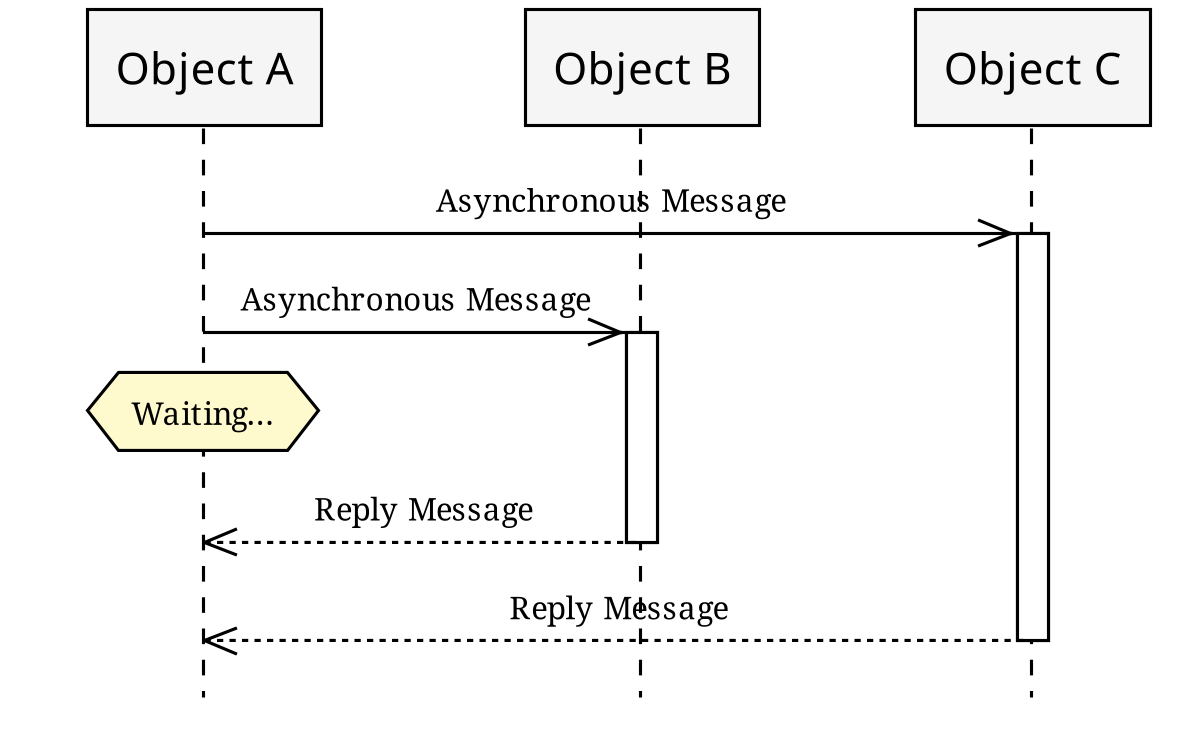 Object A
Object B
Object C
Asynchronous Message
Asynchronous Message
Waiting...
Reply Message
Reply Message